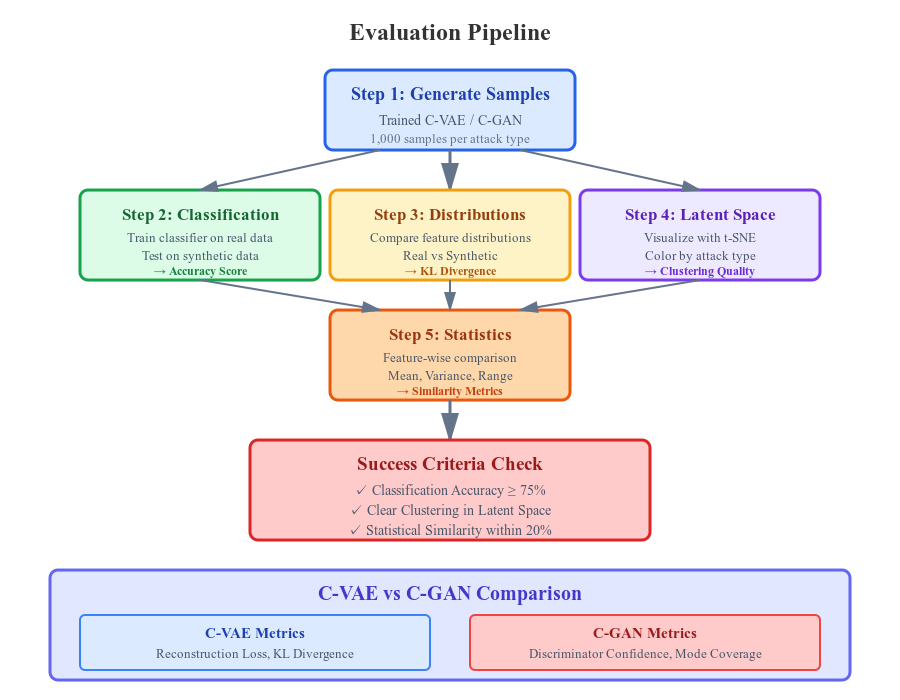 Evaluation Pipeline
Step 1: Generate Samples
Trained C-VAE / C-GAN
1,000 samples per attack type
Step 2: Classification
Train classifier on real data
Test on synthetic data
→ Accuracy Score
Step 3: Distributions
Compare feature distributions
Real vs Synthetic
→ KL Divergence
Step 4: Latent Space
Visualize with t-SNE
Color by attack type
→ Clustering Quality
Step 5: Statistics
Feature-wise comparison
Mean, Variance, Range
→ Similarity Metrics
Success Criteria Check
✓ Classification Accuracy ≥ 75%
✓ Clear Clustering in Latent Space
✓ Statistical Similarity within 20%
C-VAE vs C-GAN Comparison
C-VAE Metrics
Reconstruction Loss, KL Divergence
C-GAN Metrics
Discriminator Confidence, Mode Coverage